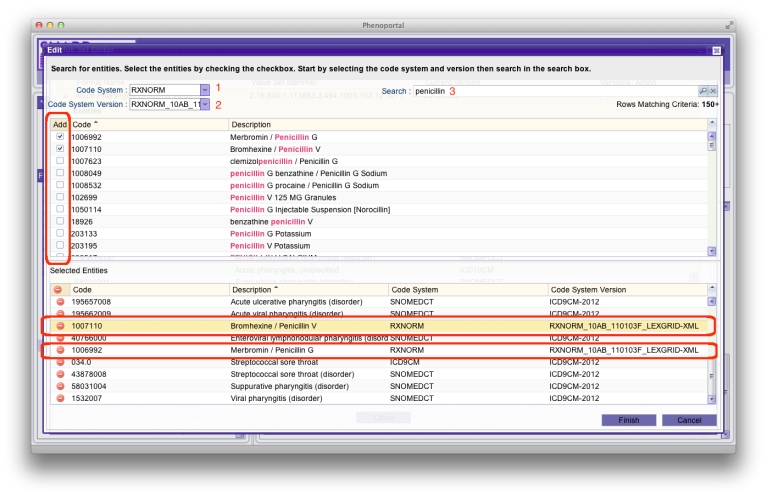 Phenoportal
Edit
Search for entities. Select the entities by checking the checkbox. Start by selecting the code system and version then search in the search box.
Code System : RXNORM 1 Search : penicillin 3
Code System Version : RXNORM_10AB_11 2 Rows Matching Criteria: 150+
Add Code Description
1006992 Merbromin / Penicillin G
1007110 Bromhexine / Penicillin V
1007623 clemizolpenicillin / Penicillin G
1008049 penicillin G benzathine / Penicillin G Sodium
1008532 penicillin G procaine / Penicillin G Sodium
102699 Penicillin V 125 MG Granules
1050114 Penicillin G Injectable Suspension [Norocillin]
18926 benzathine penicillin V
203133 Penicillin G Potassium
203195 Penicillin V Potassium
Selected Entities
Code Description Code System Code System Version
195657008 Acute ulcerative pharyngitis (disorder) SNOMEDCT ICD9CM-2012
195662009 Acute viral pharyngitis (disorder) SNOMEDCT ICD9CM-2012
1007110 Bromhexine / Penicillin V RXNORM RXNORM_10AB_110103F_LEXGRID-XML
40766000 Enteroviral lymphonodular pharyngitis (disord SNOMEDCT ICD9CM-2012
1006992 Merbromin / Penicillin G RXNORM RXNORM_10AB_110103F_LEXGRID-XML
034.0 Streptococcal sore throat ICD9CM ICD9CM-2012
43878008 Streptococcal sore throat (disorder) SNOMEDCT ICD9CM-2012
58031004 Suppurative pharyngitis (disorder) SNOMEDCT ICD9CM-2012
1532007 Viral pharyngitis (disorder) SNOMEDCT ICD9CM-2012
Close
Finish Cancel